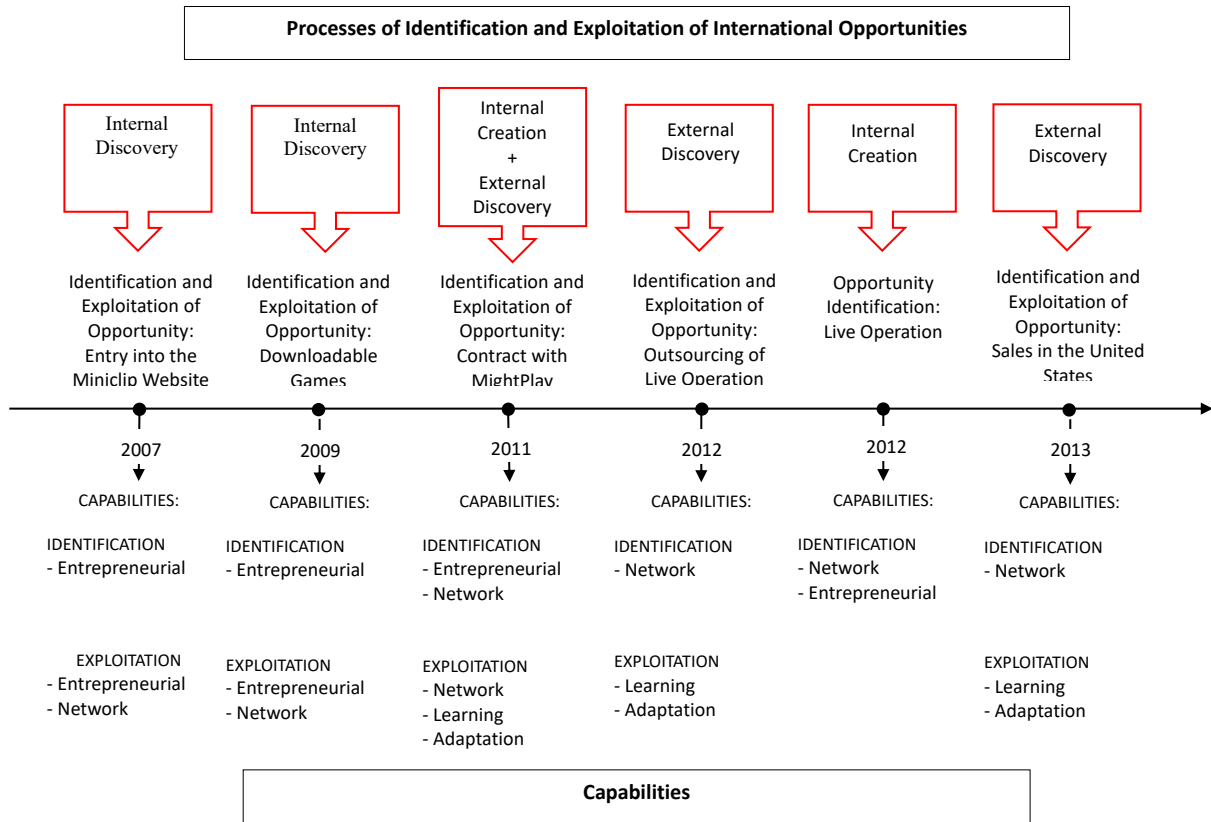 Processes of Identification and Exploitation of International Opportunities
Internal
Discovery
Internal
Discovery
Internal
Creation
+
External
Discovery
External
Discovery
Internal
Creation
External
Discovery
Identification and
Exploitation of
Opportunity:
Entry into the
Miniclip Website
Identification and
Exploitation of
Opportunity:
Downloadable
Games
Identification and
Exploitation of
Opportunity:
Contract with
MightPlay
Identification and
Exploitation of
Opportunity:
Outsourcing of
Live Operation
Opportunity
Identification:
Live Operation
Identification and
Exploitation of
Opportunity:
Sales in the United
States
2007
2009
2011
2012
2012
2013
CAPABILITIES:
CAPABILITIES:
CAPABILITIES:
CAPABILITIES:
CAPABILITIES:
CAPABILITIES:
IDENTIFICATION
- Entrepreneurial
IDENTIFICATION
- Entrepreneurial
IDENTIFICATION
- Entrepreneurial
- Network
IDENTIFICATION
- Network
IDENTIFICATION
- Network
- Entrepreneurial
IDENTIFICATION
- Network
EXPLOITATION
- Entrepreneurial
- Network
EXPLOITATION
- Entrepreneurial
- Network
EXPLOITATION
- Network
- Learning
- Adaptation
EXPLOITATION
- Learning
- Adaptation
EXPLOITATION
- Learning
- Adaptation
Capabilities